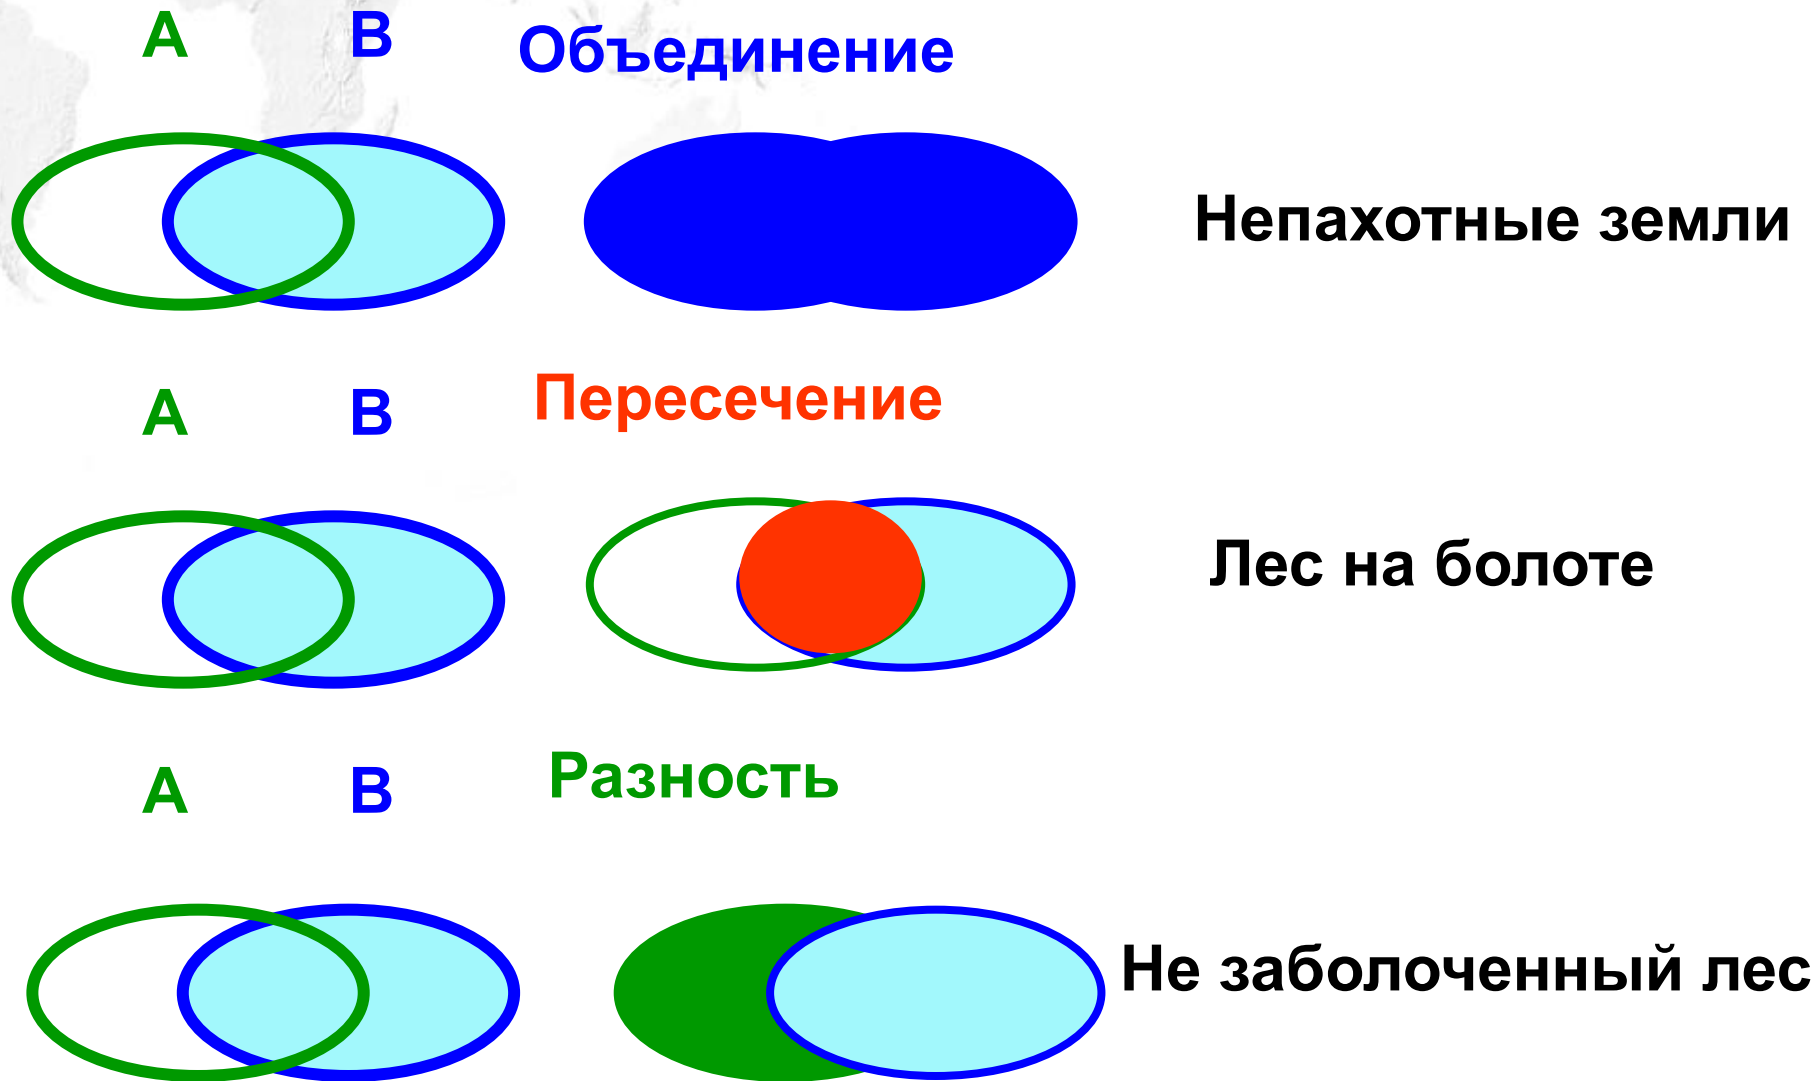 A B Объединение
Непахотные земли
A B Пересечение
Лес на болоте
A B Разность
Не заболоченный лес